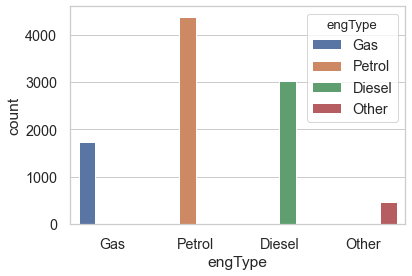 4000
3000
2000
1000
0
count
engType
Gas
Petrol
Diesel
Other
Gas Petrol Diesel Other
engType